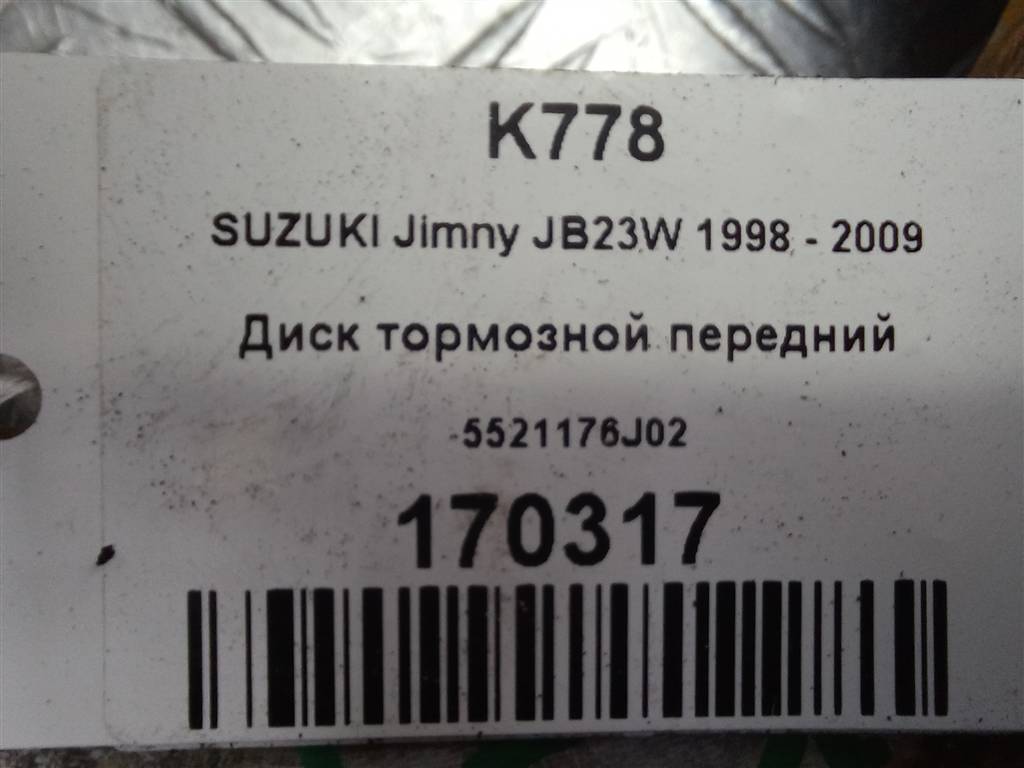 K778
SUZUKI Jimny JB23W 1998 - 2009
Диск тормозной передний
5521176J02
170317